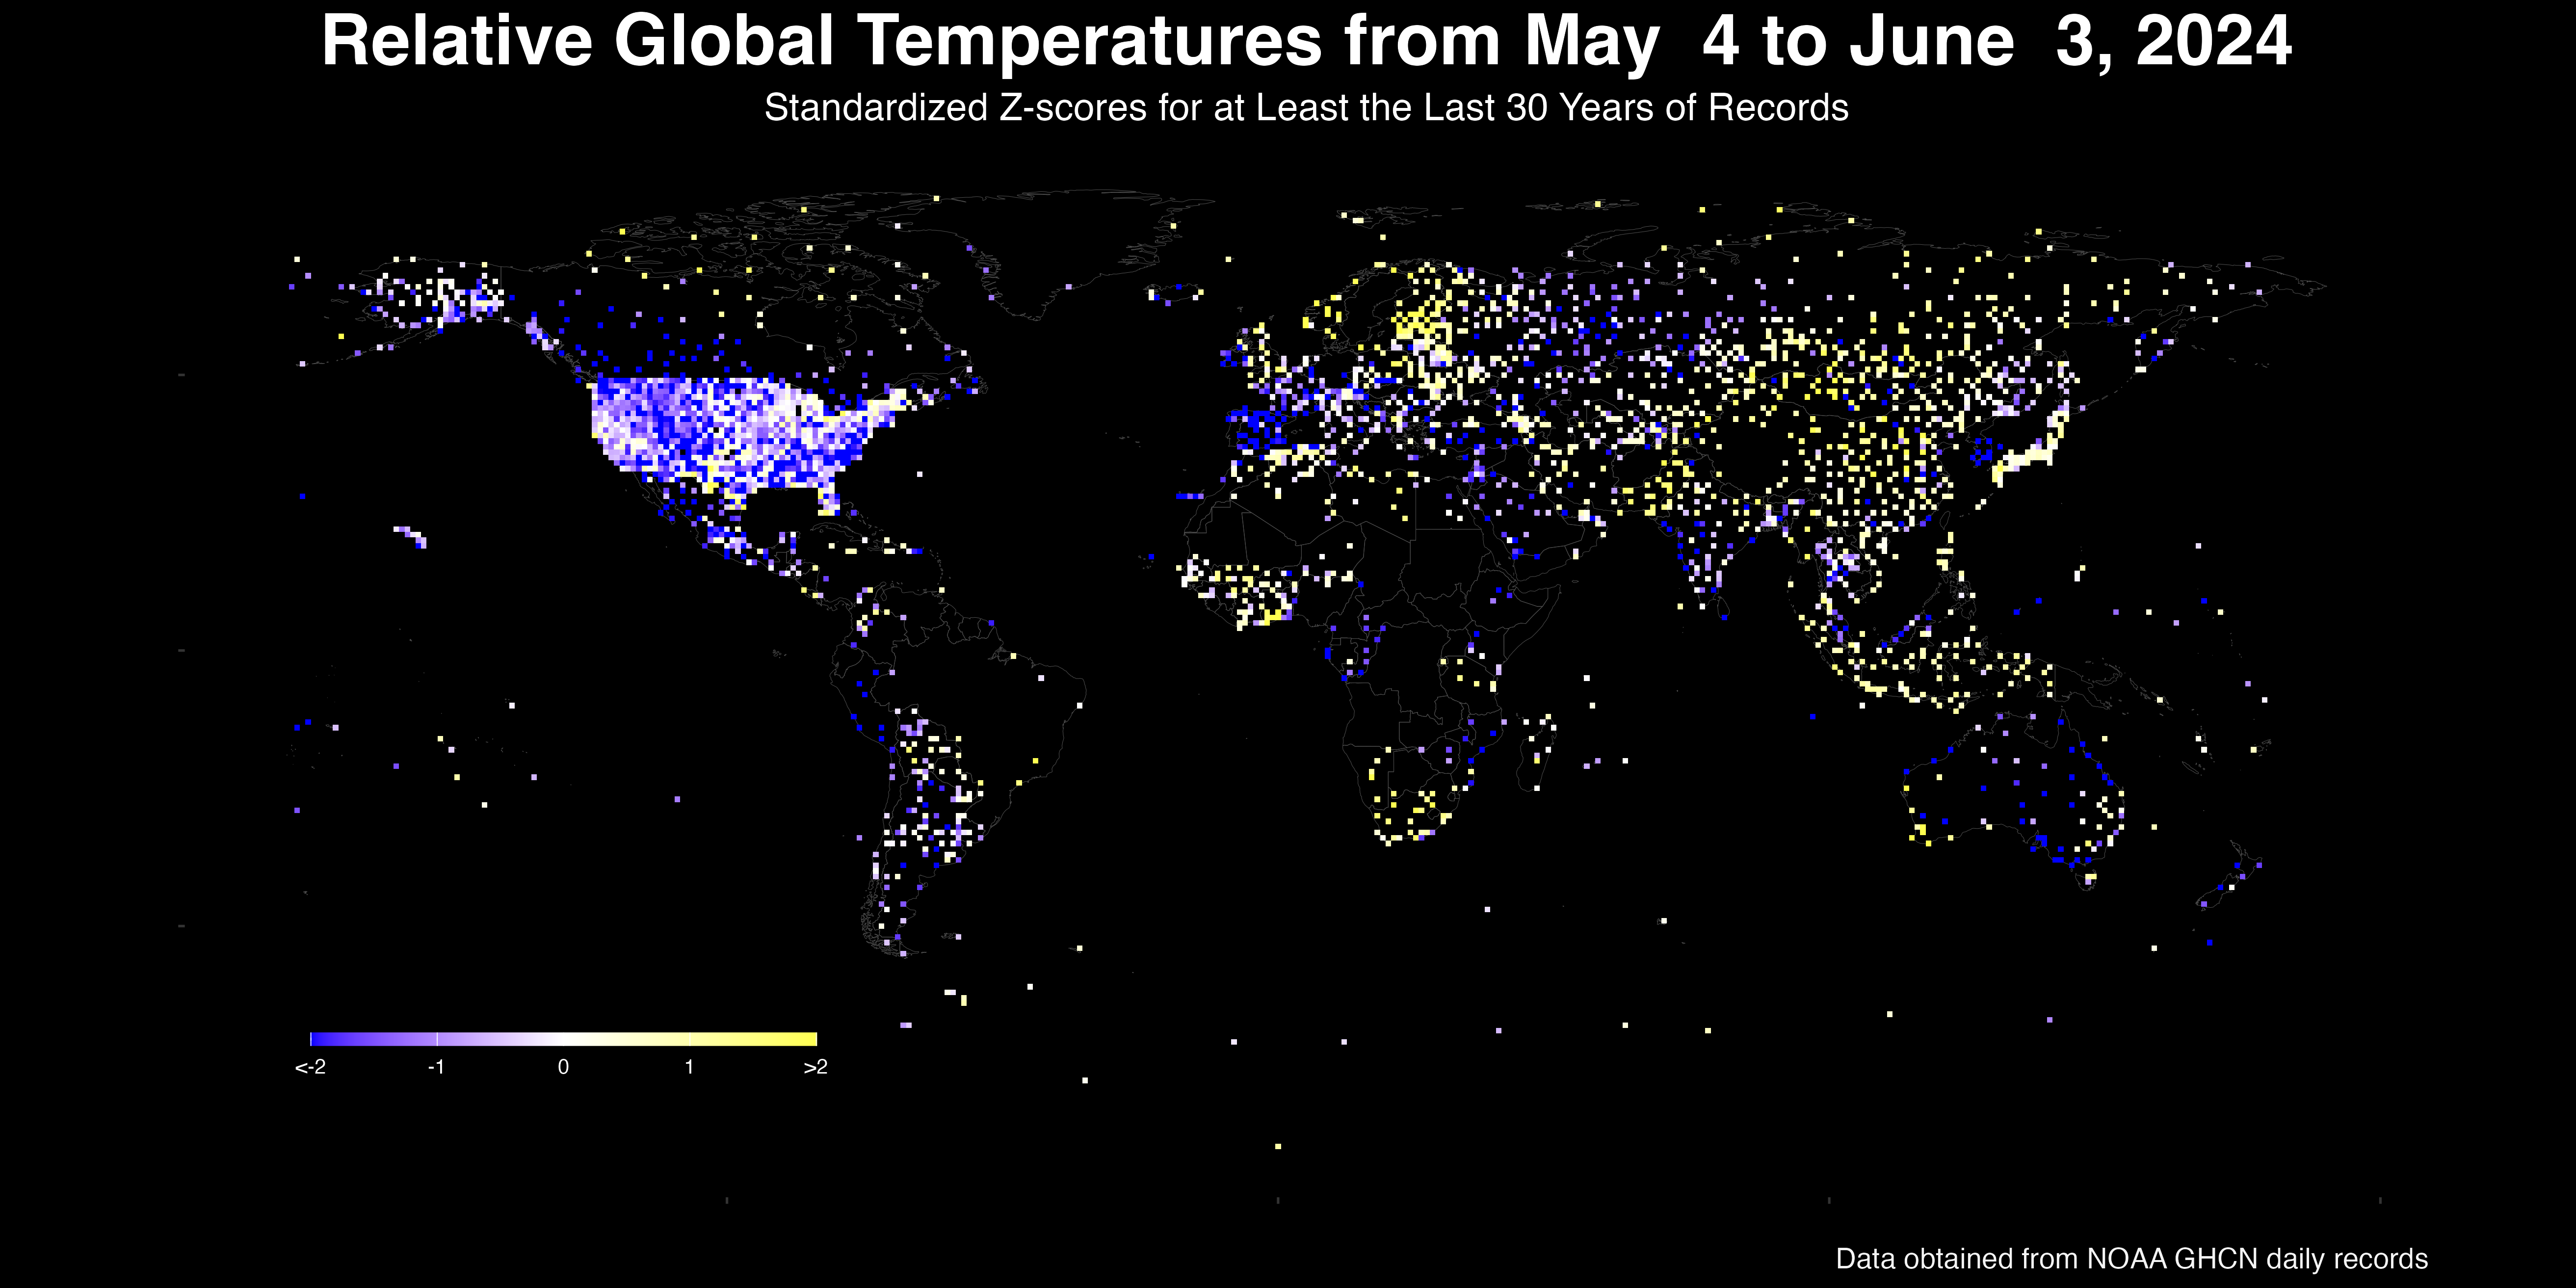 Relative Global Temperatures from May  4 to June  3, 2024
Standardized Z-scores for at Least the Last 30 Years of Records
<-2 -1 0 1 >2
Data obtained from NOAA GHCN daily records